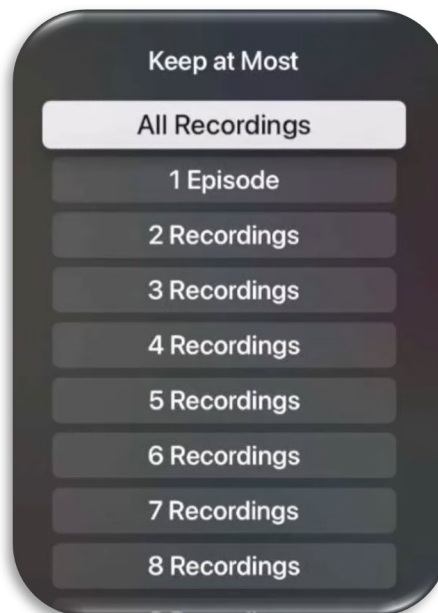 Keep at Most
All Recordings
1 Episode
2 Recordings
3 Recordings
4 Recordings
5 Recordings
6 Recordings
7 Recordings
8 Recordings